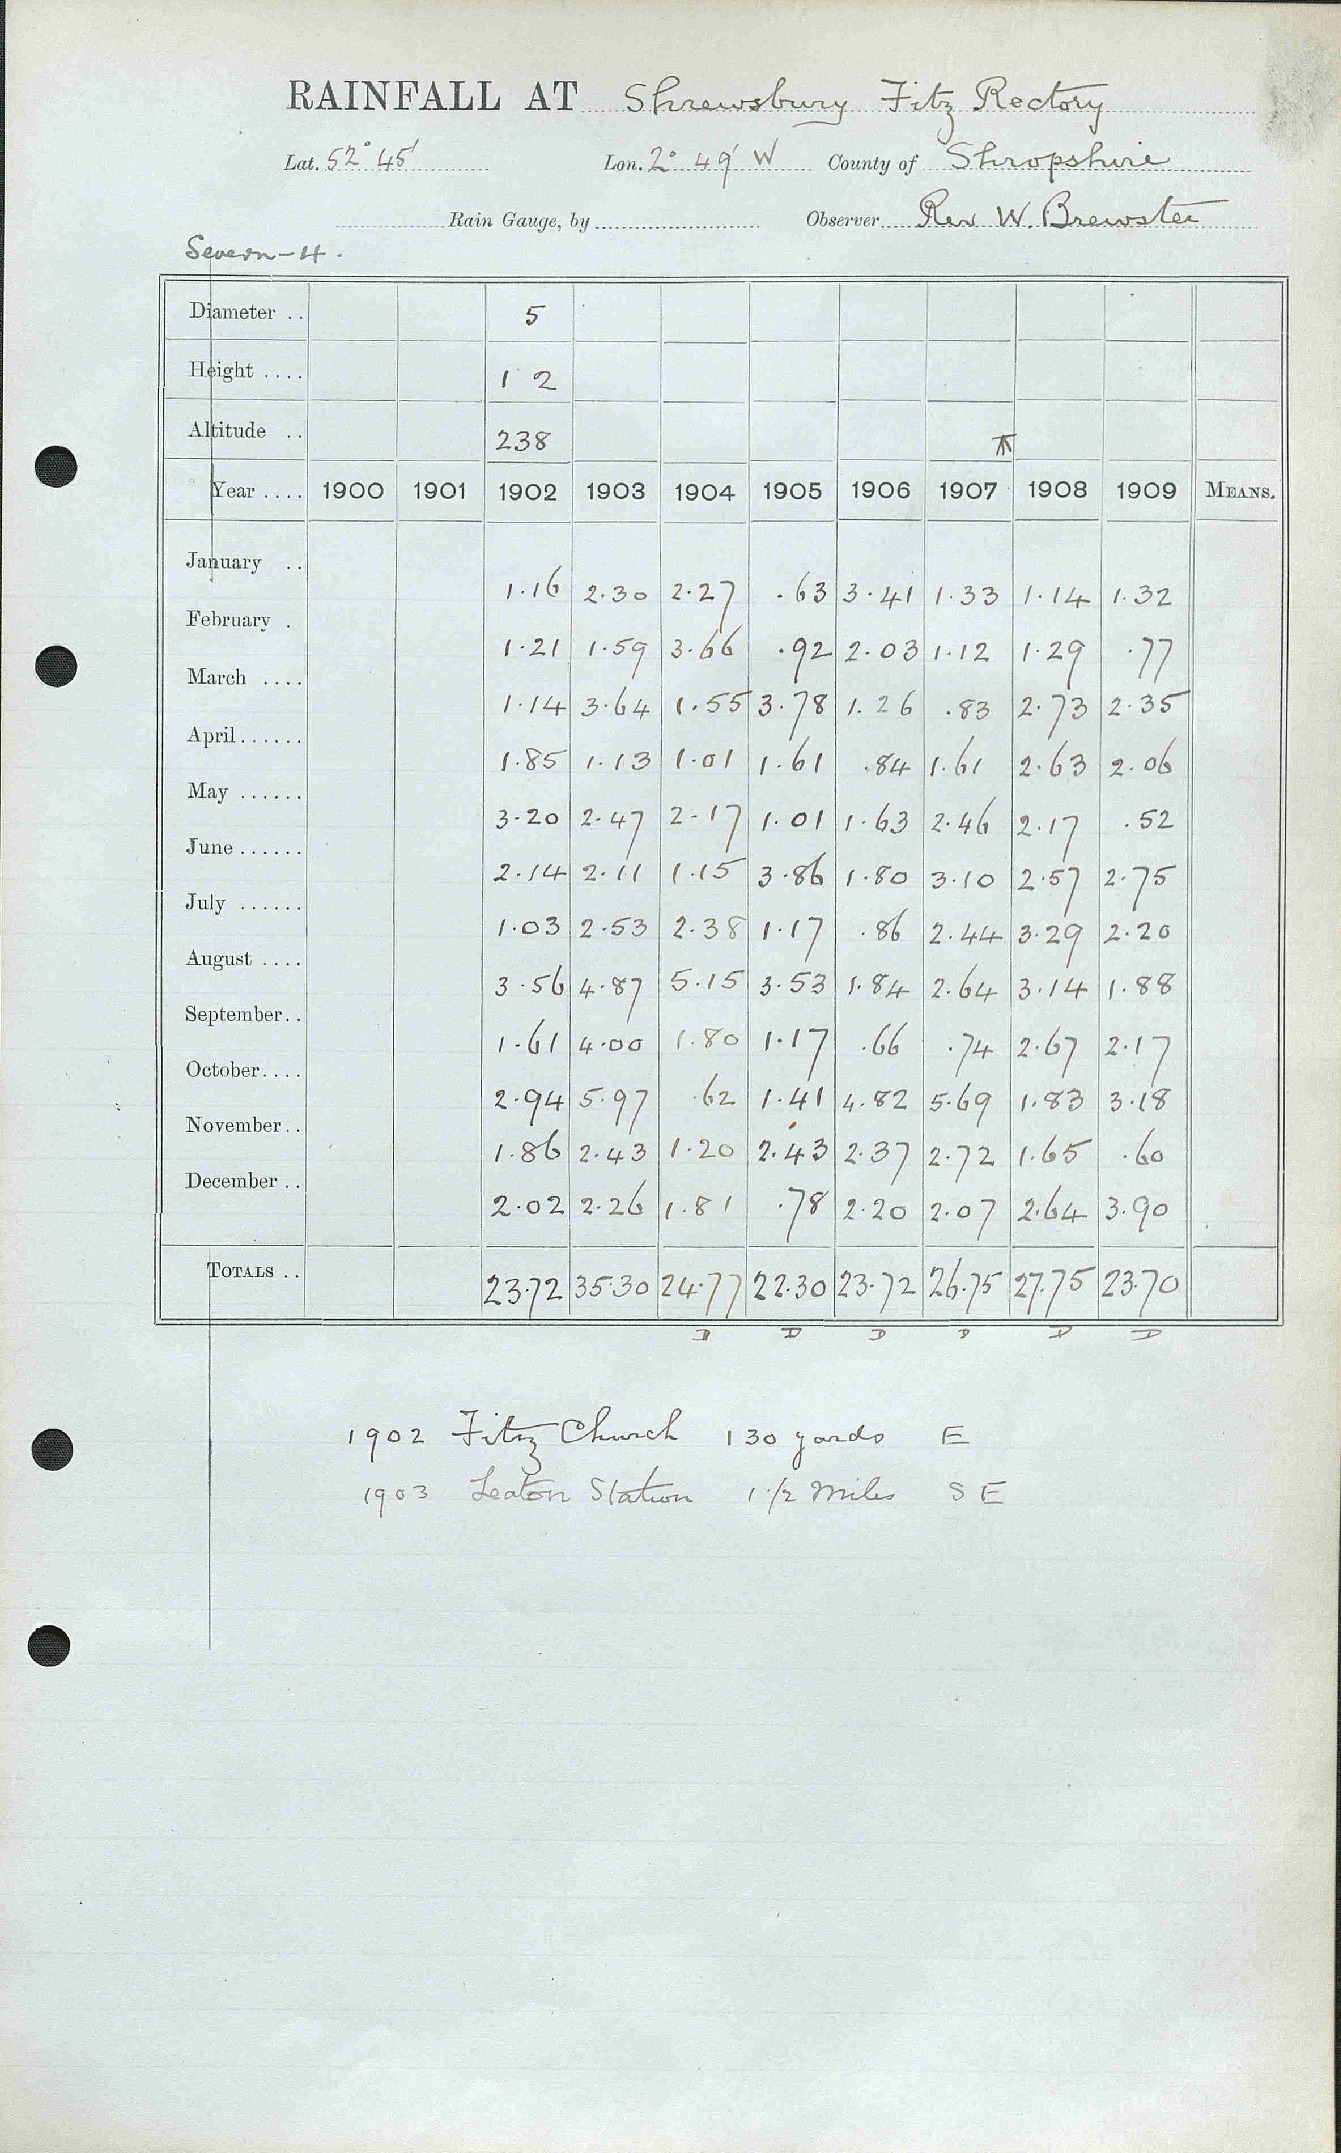 RAINFALL AT Shrewsbury Fitz Rectory
Lat. 52° 45' Lon. 2° 49' W County of Shropshire
Rain Gauge, by Observer Rev W. Brewster
Severn - 4.
Diameter .. 5
Height .... 1 2
Altitude .. 238
Year .... 1900 1901 1902 1903 1904 1905 1906 1907 1908 1909 MEANS.
January .. 1.16 2.30 2.27 .63 3.41 1.33 1.14 1.32
February . 1.21 1.59 3.66 .92 2.03 1.12 1.29 .77
March .... 1.14 3.64 1.55 3.78 1.26 .83 2.73 2.35
April...... 1.85 1.13 1.01 1.61 .84 1.61 2.63 2.06
May ...... 3.20 2.47 2.17 1.01 1.63 2.46 2.17 .52
June...... 2.14 2.11 1.15 3.86 1.80 3.10 2.57 2.75
July ...... 1.03 2.53 2.38 1.17 .86 2.44 3.29 2.20
August .... 3.56 4.87 5.15 3.53 1.84 2.64 3.14 1.88
September.. 1.61 4.00 1.80 1.17 .66 .74 2.67 2.17
October.... 2.94 5.97 .62 1.41 4.82 5.69 1.83 3.18
November.. 1.86 2.43 1.20 2.43 2.37 2.72 1.65 .60
December .. 2.02 2.26 1.81 .78 2.20 2.07 2.64 3.90
TOTALS .. 23.72 35.30 24.77 22.30 23.72 26.75 27.75 23.70
D D D D D D
1902 Fitz Church 130 yards E
1903 Leaton Station 1 1/2 Miles S E